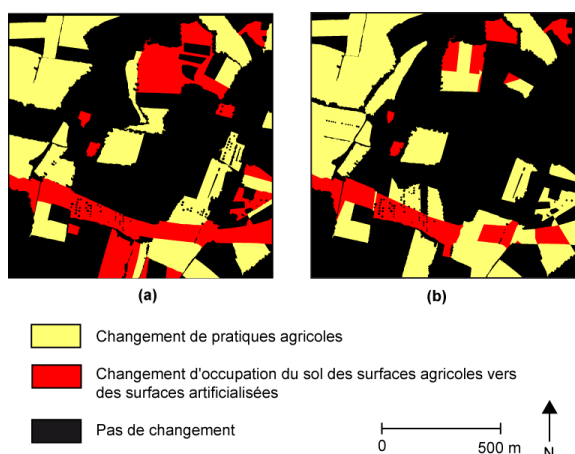 (a)
(b)
Changement de pratiques agricoles
Changement d'occupation du sol des surfaces agricoles vers
des surfaces artificialisées
Pas de changement
0
500 m
N